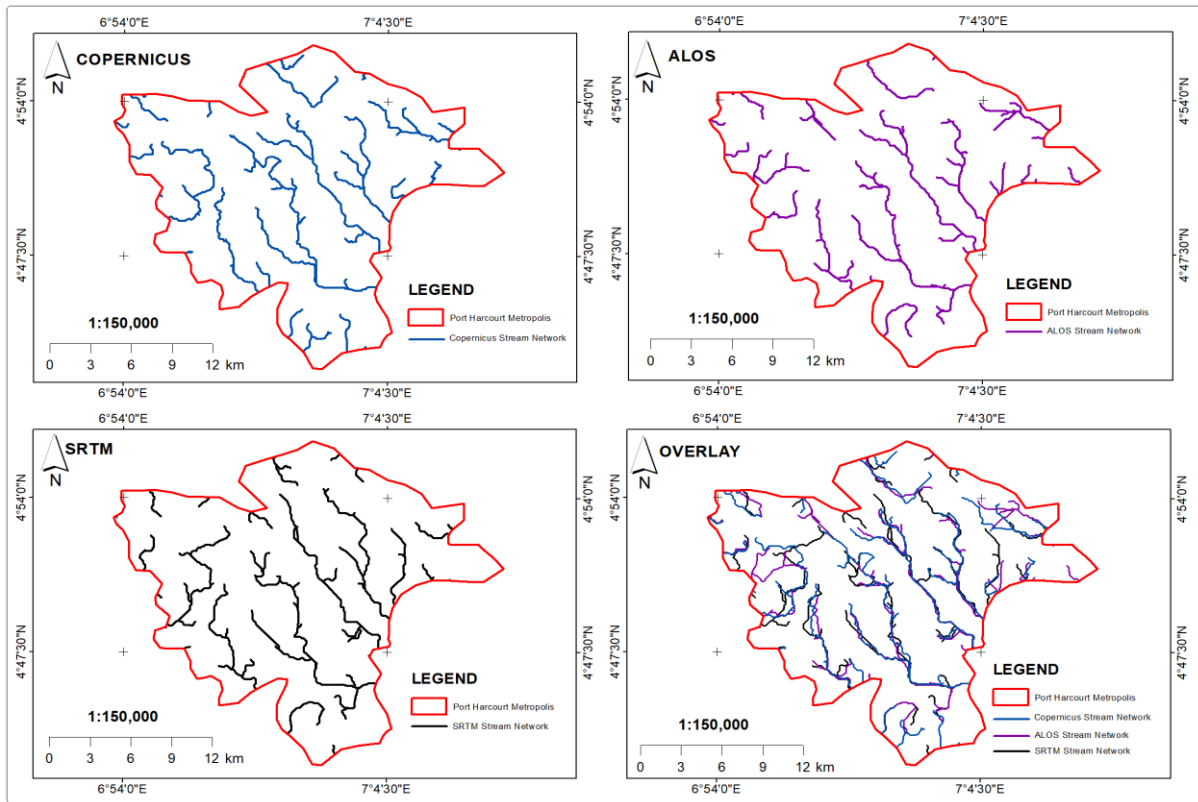 6°54'0"E 7°4'30"E 6°54'0"E 7°4'30"E
COPERNICUS
N
4°54'0"N 4°54'0"N
4°47'30"N 4°47'30"N
LEGEND
Port Harcourt Metropolis
Copernicus Stream Network
1:150,000
0 3 6 9 12 km
6°54'0"E 7°4'30"E
ALOS
N
4°54'0"N 4°54'0"N
4°47'30"N 4°47'30"N
LEGEND
Port Harcourt Metropolis
ALOS Stream Network
1:150,000
0 3 6 9 12 km
6°54'0"E 7°4'30"E
6°54'0"E 7°4'30"E
SRTM
N
4°54'0"N 4°54'0"N
4°47'30"N 4°47'30"N
LEGEND
Port Harcourt Metropolis
SRTM Stream Network
1:150,000
0 3 6 9 12 km
6°54'0"E 7°4'30"E
6°54'0"E 7°4'30"E
OVERLAY
N
4°54'0"N 4°54'0"N
4°47'30"N 4°47'30"N
LEGEND
Port Harcourt Metropolis
Copernicus Stream Network
ALOS Stream Network
SRTM Stream Network
1:150,000
0 3 6 9 12 km
6°54'0"E 7°4'30"E